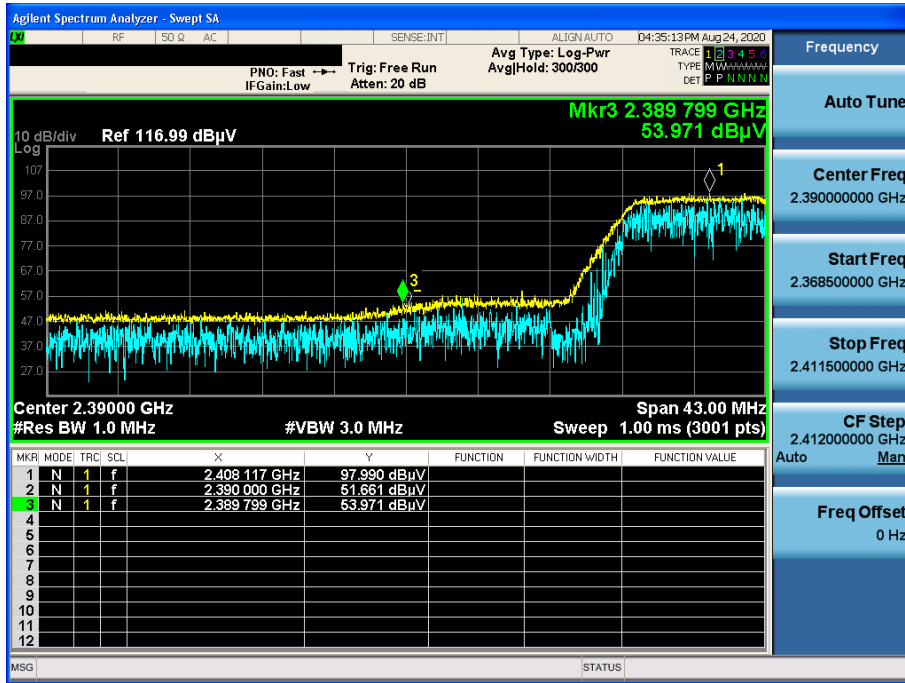 Agilent Spectrum Analyzer - Swept SA
LXI RF 50 Ω AC SENSE:INT ALIGN AUTO 04:35:13 PM Aug 24, 2020
PNO: Fast
IFGain:Low
Trig: Free Run
Atten: 20 dB
Avg Type: Log-Pwr
Avg|Hold: 300/300
TRACE 1 2 3 4 5 6
TYPE M W W W W W
DET P P N N N N
Mkr3 2.389 799 GHz
53.971 dBµV
10 dB/div
Log
Ref 116.99 dBµV
107
97.0
87.0
77.0
67.0
57.0
47.0
37.0
27.0
1
3
Center 2.39000 GHz
#Res BW 1.0 MHz
#VBW 3.0 MHz
Span 43.00 MHz
Sweep 1.00 ms (3001 pts)
MKR MODE TRC SCL X Y FUNCTION FUNCTION WIDTH FUNCTION VALUE
1 N 1 f 2.408 117 GHz 97.990 dBµV
2 N 1 f 2.390 000 GHz 51.661 dBµV
3 N 1 f 2.389 799 GHz 53.971 dBµV
4
5
6
7
8
9
10
11
12
MSG STATUS
Frequency
Auto Tune
Center Freq
2.390000000 GHz
Start Freq
2.368500000 GHz
Stop Freq
2.411500000 GHz
CF Step
2.412000000 GHz
Auto Man
Freq Offset
0 Hz